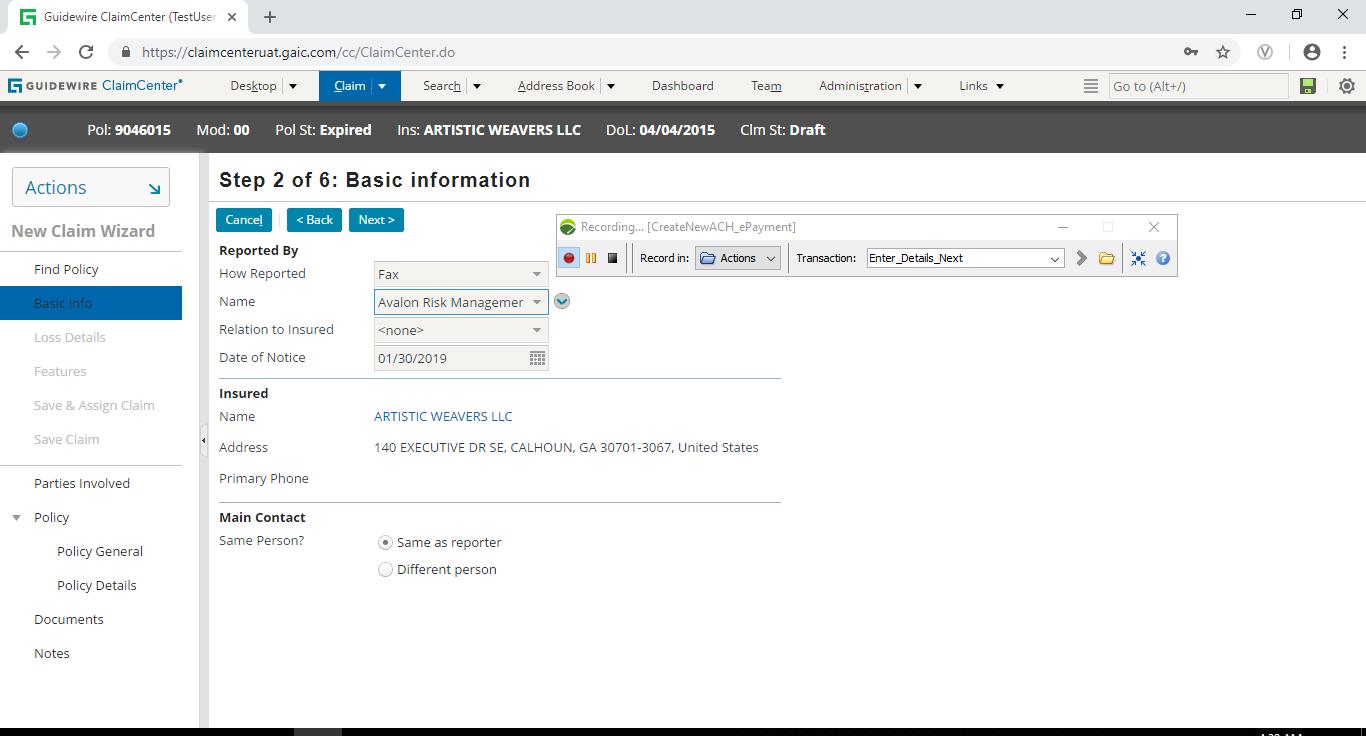 Guidewire ClaimCenter (TestUser
https://claimcenteruat.gaic.com/cc/ClaimCenter.do
GUIDEWIRE ClaimCenter® Desktop Claim Search Address Book Dashboard Team Administration Links Go to (Alt+/)
Pol: 9046015 Mod: 00 Pol St: Expired Ins: ARTISTIC WEAVERS LLC DoL: 04/04/2015 Clm St: Draft
Actions
New Claim Wizard
Find Policy
Basic Info
Loss Details
Features
Save & Assign Claim
Save Claim
Parties Involved
Policy
Policy General
Policy Details
Documents
Notes
Step 2 of 6: Basic information
Cancel < Back Next >
Recording... [CreateNewACH_ePayment]
Record in: Actions Transaction: Enter_Details_Next
Reported By
How Reported Fax
Name Avalon Risk Managemer
Relation to Insured <none>
Date of Notice 01/30/2019
Insured
Name ARTISTIC WEAVERS LLC
Address 140 EXECUTIVE DR SE, CALHOUN, GA 30701-3067, United States
Primary Phone
Main Contact
Same Person? Same as reporter
Different person